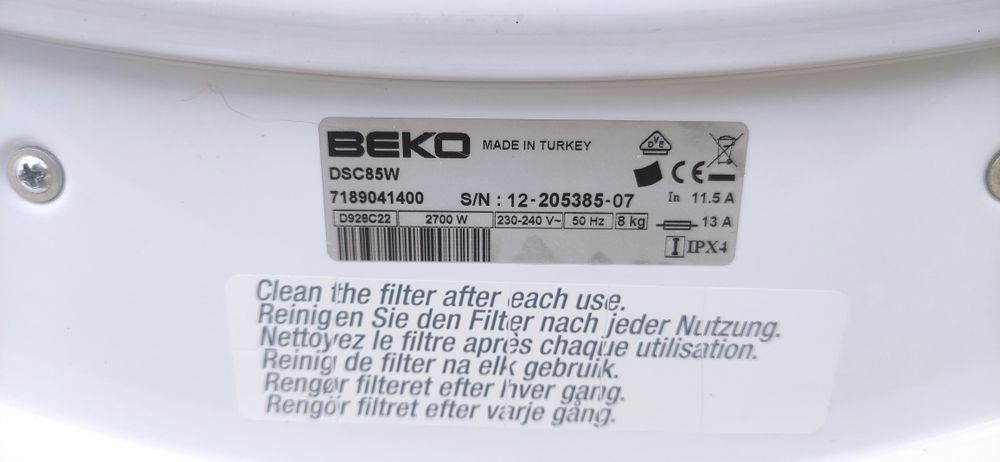 BEKO MADE IN TURKEY
DSC85W
7189041400 S/N : 12-205385-07 In 11.5 A
D928C22 2700 W 230-240 V~ 50 Hz 8 kg 13 A
IPX4
Clean the filter after each use.
Reinigen Sie den Filter nach jeder Nutzung.
Nettoyez le filtre après chaque utilisation.
Reinig de filter na elk gebruik.
Rengør filteret efter hver gang.
Rengör filtret efter varje gång.